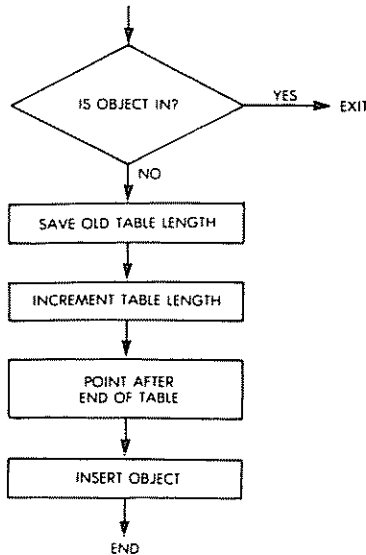 IS OBJECT IN?
YES
EXIT
NO
SAVE OLD TABLE LENGTH
INCREMENT TABLE LENGTH
POINT AFTER
END OF TABLE
INSERT OBJECT
END